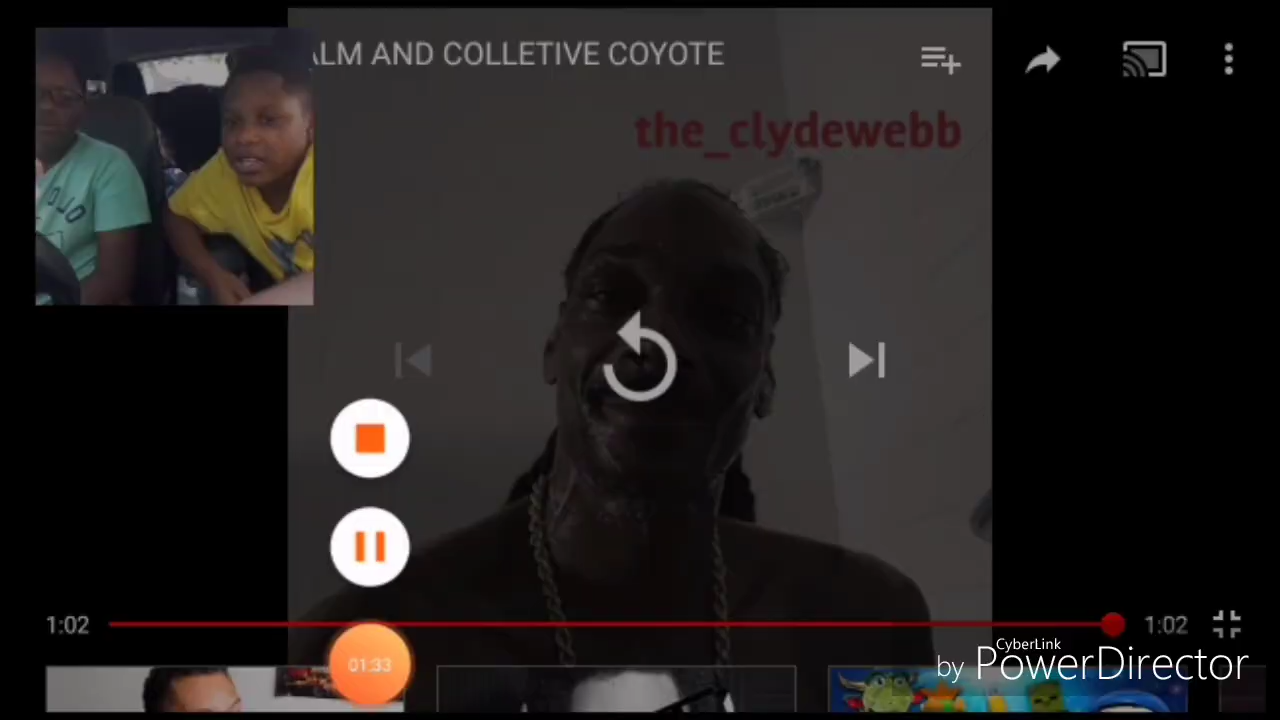 ALM AND COLLETIVE COYOTE
the_clydewebb
1:02
1:02
01:33
CyberLink
by PowerDirector